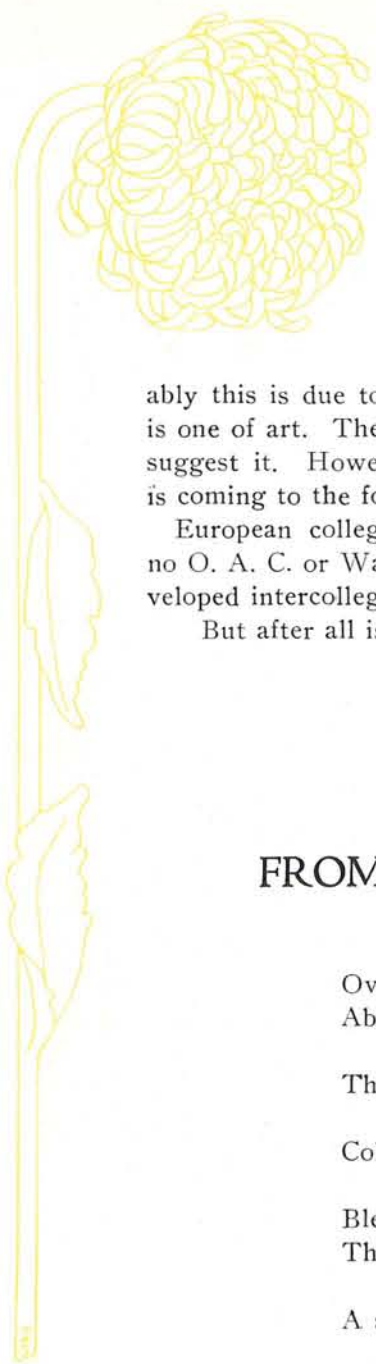 ably this is due to
is one of art. The
suggest it. Howe
is coming to the fo
European colleg
no O. A. C. or Wa
veloped intercolleg
But after all is
FROM
Ov
Ab
Th
Co
Ble
Th
A s